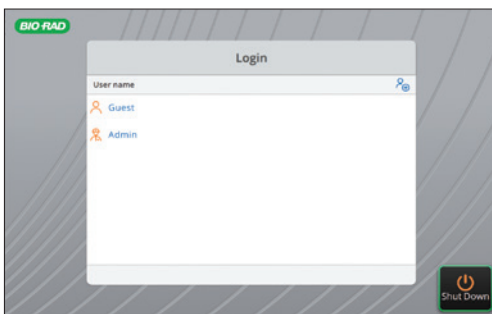 BIO-RAD
Login
User name
Guest
Admin
Shut Down